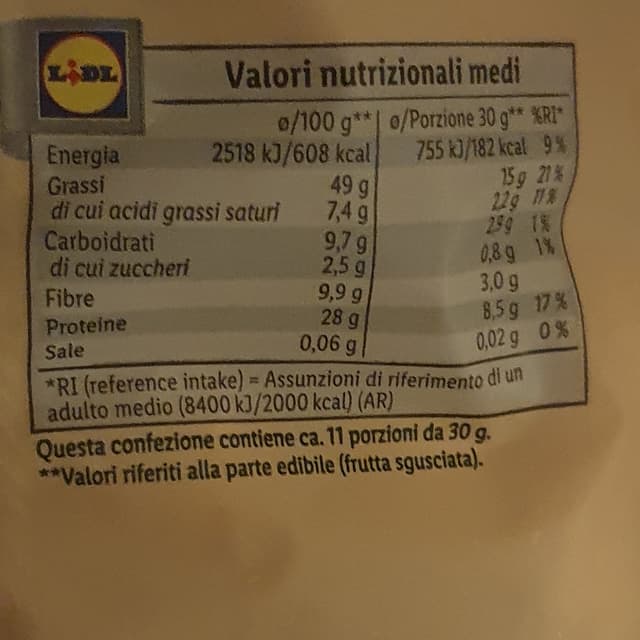 LIDL
Valori nutrizionali medi
ø/100 g** ø/Porzione 30 g** %RI*
Energia 2518 kJ/608 kcal 755 kJ/182 kcal 9%
Grassi 49 g 15 g 21%
di cui acidi grassi saturi 7,4 g 2,2 g 11%
Carboidrati 9,7 g 2,9 g 1%
di cui zuccheri 2,5 g 0,8 g 1%
Fibre 9,9 g 3,0 g
Proteine 28 g 8,5 g 17%
Sale 0,06 g 0,02 g 0%
*RI (reference intake) = Assunzioni di riferimento di un
adulto medio (8400 kJ/2000 kcal) (AR)
Questa confezione contiene ca. 11 porzioni da 30 g.
**Valori riferiti alla parte edibile (frutta sgusciata).